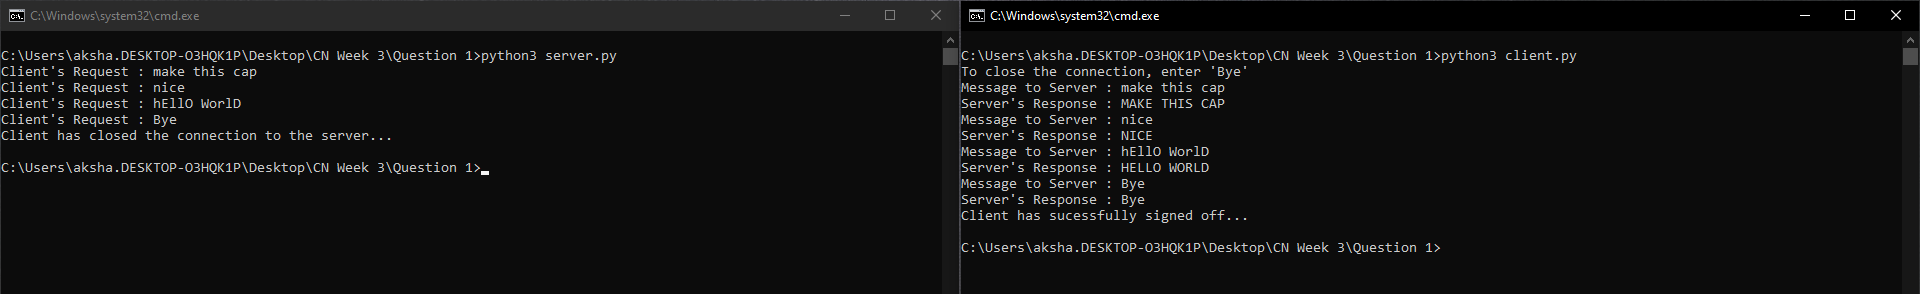 C:\Windows\system32\cmd.exe
C:\Users\aksha.DESKTOP-O3HQK1P\Desktop\CN Week 3\Question 1>python3 server.py
Client's Request : make this cap
Client's Request : nice
Client's Request : hEllO WorlD
Client's Request : Bye
Client has closed the connection to the server...
C:\Users\aksha.DESKTOP-O3HQK1P\Desktop\CN Week 3\Question 1>
C:\Windows\system32\cmd.exe
C:\Users\aksha.DESKTOP-O3HQK1P\Desktop\CN Week 3\Question 1>python3 client.py
To close the connection, enter 'Bye'
Message to Server : make this cap
Server's Response : MAKE THIS CAP
Message to Server : nice
Server's Response : NICE
Message to Server : hEllO WorlD
Server's Response : HELLO WORLD
Message to Server : Bye
Server's Response : Bye
Client has sucessfully signed off...
C:\Users\aksha.DESKTOP-O3HQK1P\Desktop\CN Week 3\Question 1>